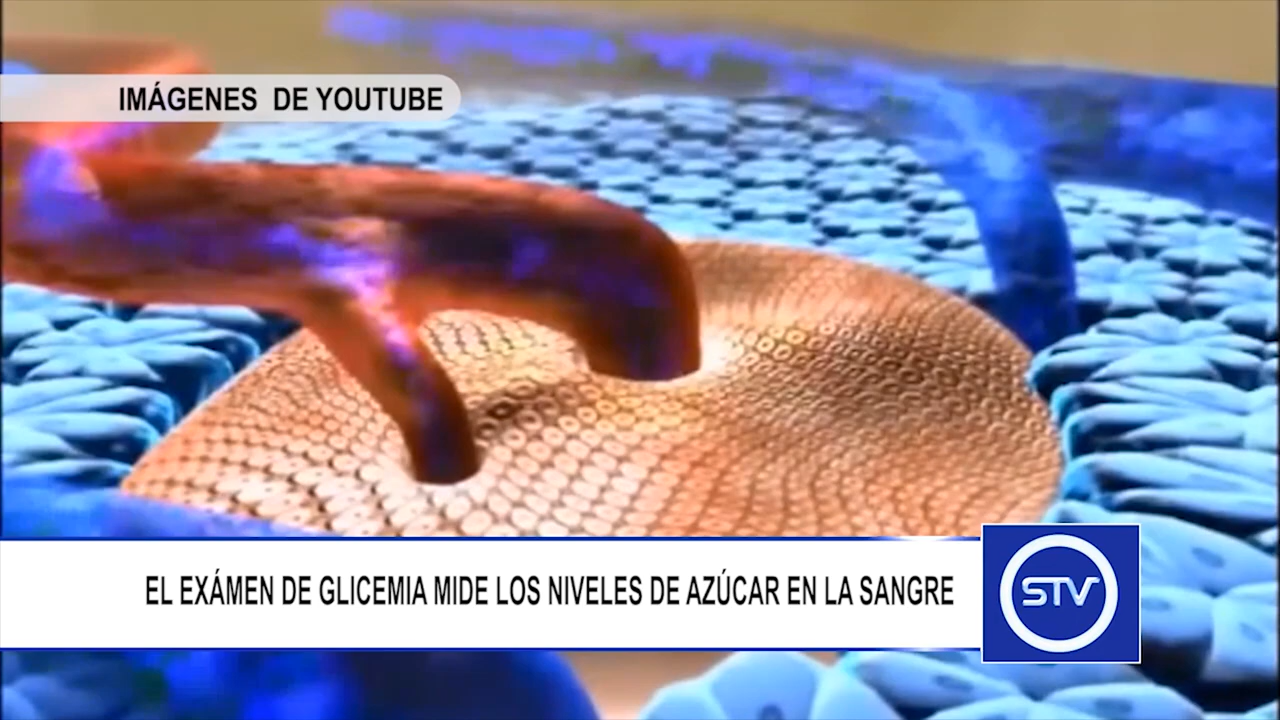 IMÁGENES DE YOUTUBE
EL EXÁMEN DE GLICEMIA MIDE LOS NIVELES DE AZÚCAR EN LA SANGRE
STV